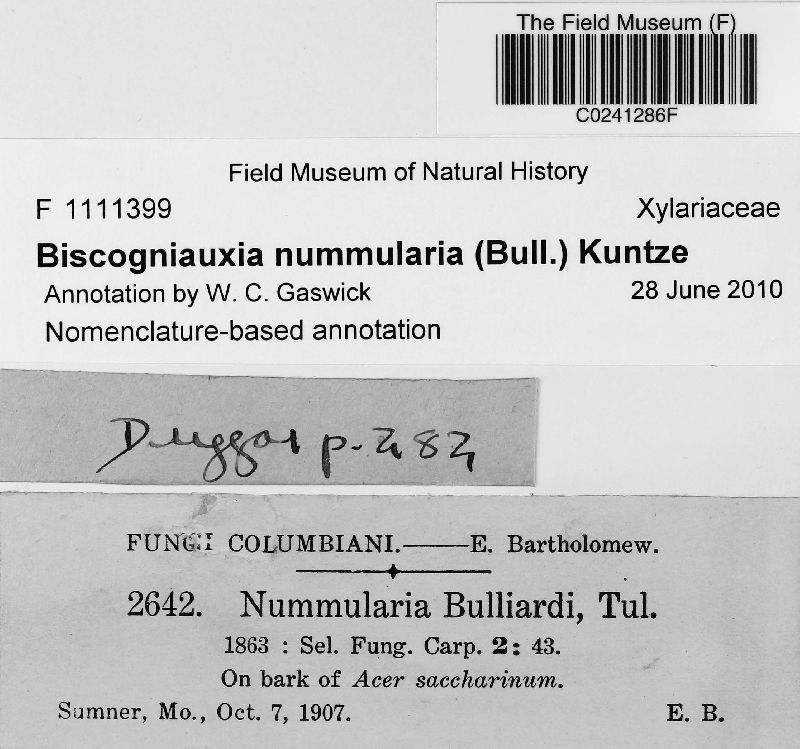 The Field Museum (F)
C0241286F
Field Museum of Natural History
F 1111399 Xylariaceae
Biscogniauxia nummularia (Bull.) Kuntze
Annotation by W. C. Gaswick 28 June 2010
Nomenclature-based annotation
Duggar p. 282
FUNGI COLUMBIANI.——E. Bartholomew.
2642. Nummularia Bulliardi, Tul.
1863 : Sel. Fung. Carp. 2: 43.
On bark of Acer saccharinum.
Sumner, Mo., Oct. 7, 1907. E. B.